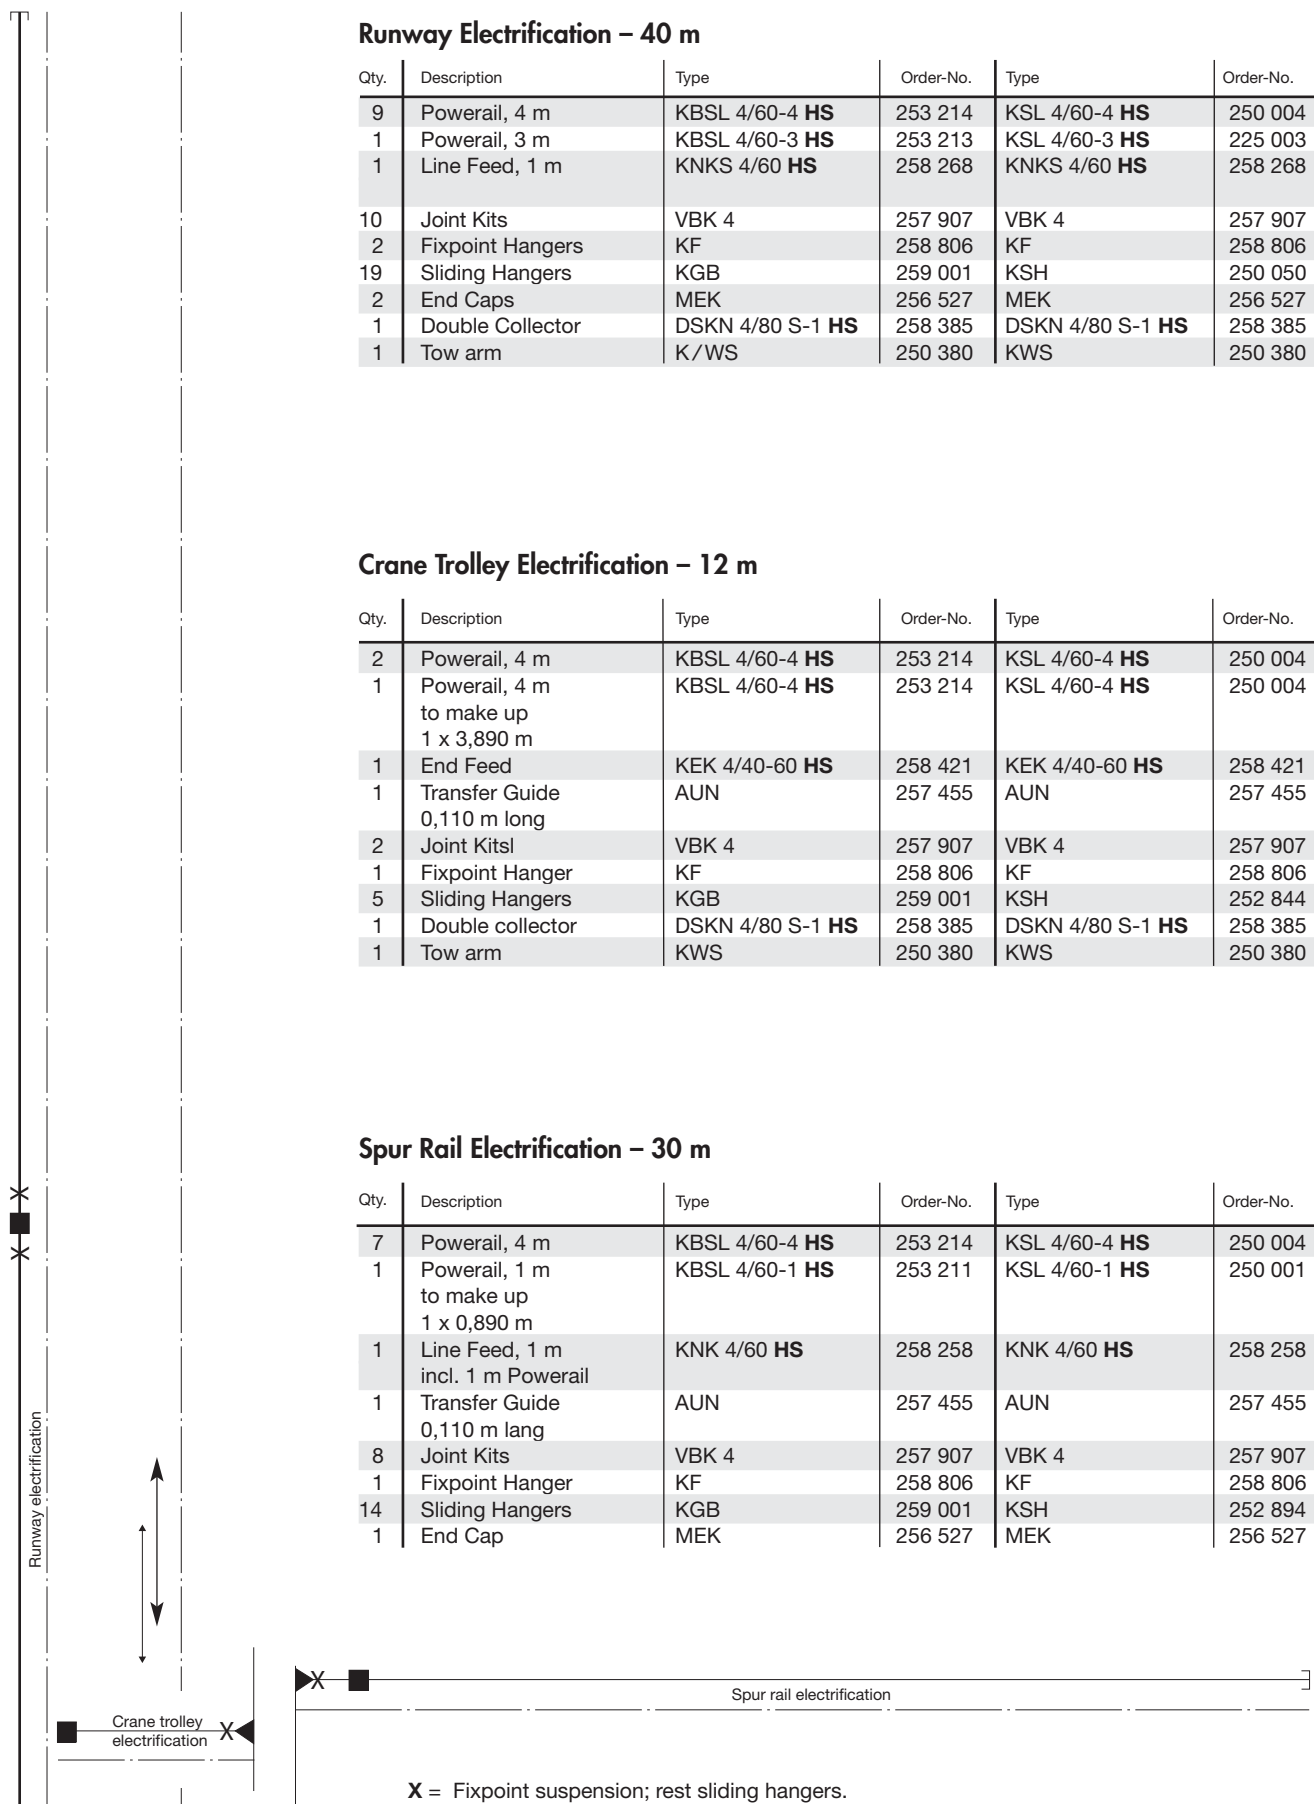 Runway Electrification – 40 m
Qty. Description Type Order-No. Type Order-No.
9 Powerail, 4 m KBSL 4/60-4 HS 253 214 KSL 4/60-4 HS 250 004
1 Powerail, 3 m KBSL 4/60-3 HS 253 213 KSL 4/60-3 HS 225 003
1 Line Feed, 1 m KNKS 4/60 HS 258 268 KNKS 4/60 HS 258 268
10 Joint Kits VBK 4 257 907 VBK 4 257 907
2 Fixpoint Hangers KF 258 806 KF 258 806
19 Sliding Hangers KGB 259 001 KSH 250 050
2 End Caps MEK 256 527 MEK 256 527
1 Double Collector DSKN 4/80 S-1 HS 258 385 DSKN 4/80 S-1 HS 258 385
1 Tow arm K/WS 250 380 KWS 250 380
Crane Trolley Electrification – 12 m
Qty. Description Type Order-No. Type Order-No.
2 Powerail, 4 m KBSL 4/60-4 HS 253 214 KSL 4/60-4 HS 250 004
1 Powerail, 4 m KBSL 4/60-4 HS 253 214 KSL 4/60-4 HS 250 004
to make up
1 x 3,890 m
1 End Feed KEK 4/40-60 HS 258 421 KEK 4/40-60 HS 258 421
1 Transfer Guide AUN 257 455 AUN 257 455
0,110 m long
2 Joint Kitsl VBK 4 257 907 VBK 4 257 907
1 Fixpoint Hanger KF 258 806 KF 258 806
5 Sliding Hangers KGB 259 001 KSH 252 844
1 Double collector DSKN 4/80 S-1 HS 258 385 DSKN 4/80 S-1 HS 258 385
1 Tow arm KWS 250 380 KWS 250 380
Spur Rail Electrification – 30 m
Qty. Description Type Order-No. Type Order-No.
7 Powerail, 4 m KBSL 4/60-4 HS 253 214 KSL 4/60-4 HS 250 004
1 Powerail, 1 m KBSL 4/60-1 HS 253 211 KSL 4/60-1 HS 250 001
to make up
1 x 0,890 m
1 Line Feed, 1 m KNK 4/60 HS 258 258 KNK 4/60 HS 258 258
incl. 1 m Powerail
1 Transfer Guide AUN 257 455 AUN 257 455
0,110 m lang
8 Joint Kits VBK 4 257 907 VBK 4 257 907
1 Fixpoint Hanger KF 258 806 KF 258 806
14 Sliding Hangers KGB 259 001 KSH 252 894
1 End Cap MEK 256 527 MEK 256 527
X
X
Runway electrification
X
Spur rail electrification
Crane trolley
electrification X
X = Fixpoint suspension; rest sliding hangers.